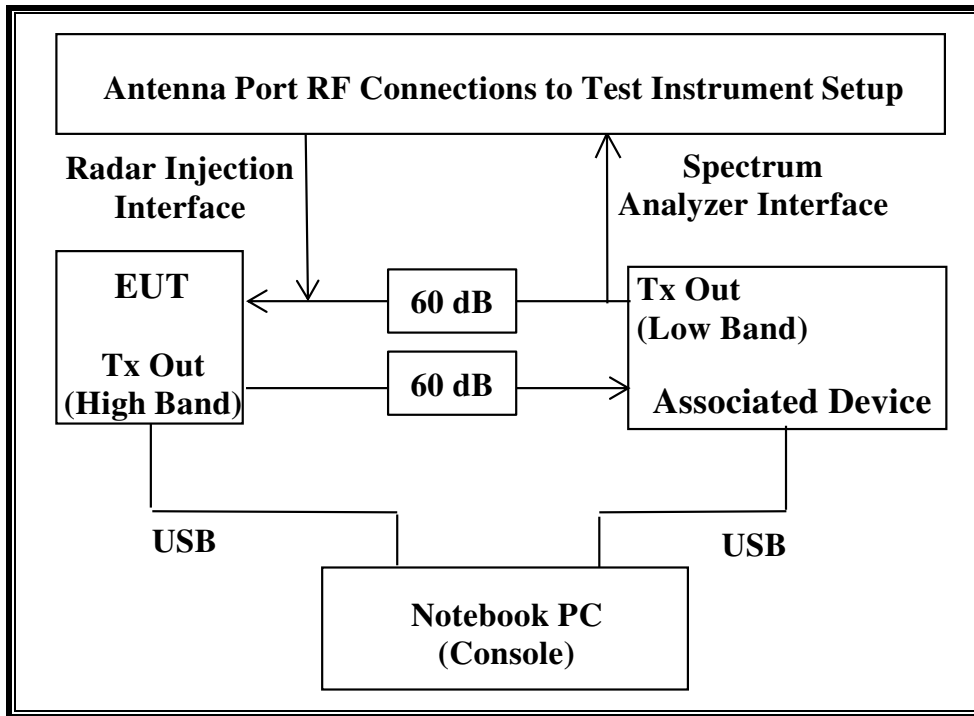 Antenna Port RF Connections to Test Instrument Setup
Radar Injection
Interface
Spectrum
Analyzer Interface
EUT
Tx Out
(High Band)
60 dB
60 dB
Tx Out
(Low Band)
Associated Device
USB
USB
Notebook PC
(Console)